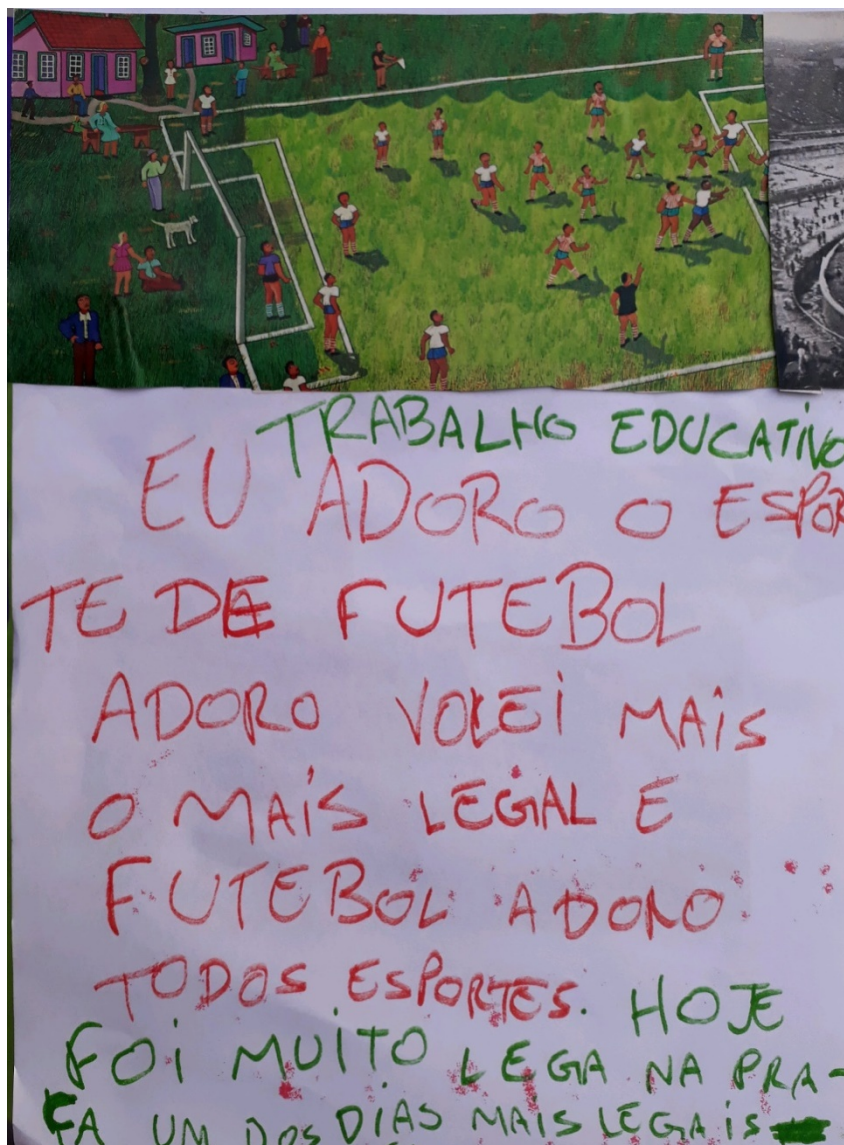 TRABALHO EDUCATIVO
EU ADORO O ESPOR
TE DE FUTEBOL
ADORO VOLEI MAIS
O MAIS LEGAL E
FUTEBOL ADORO
TODOS ESPORTES. HOJE
FOI MUITO LEGA NA PRA-
ÇA UM DOS DIAS MAIS LEGAIS